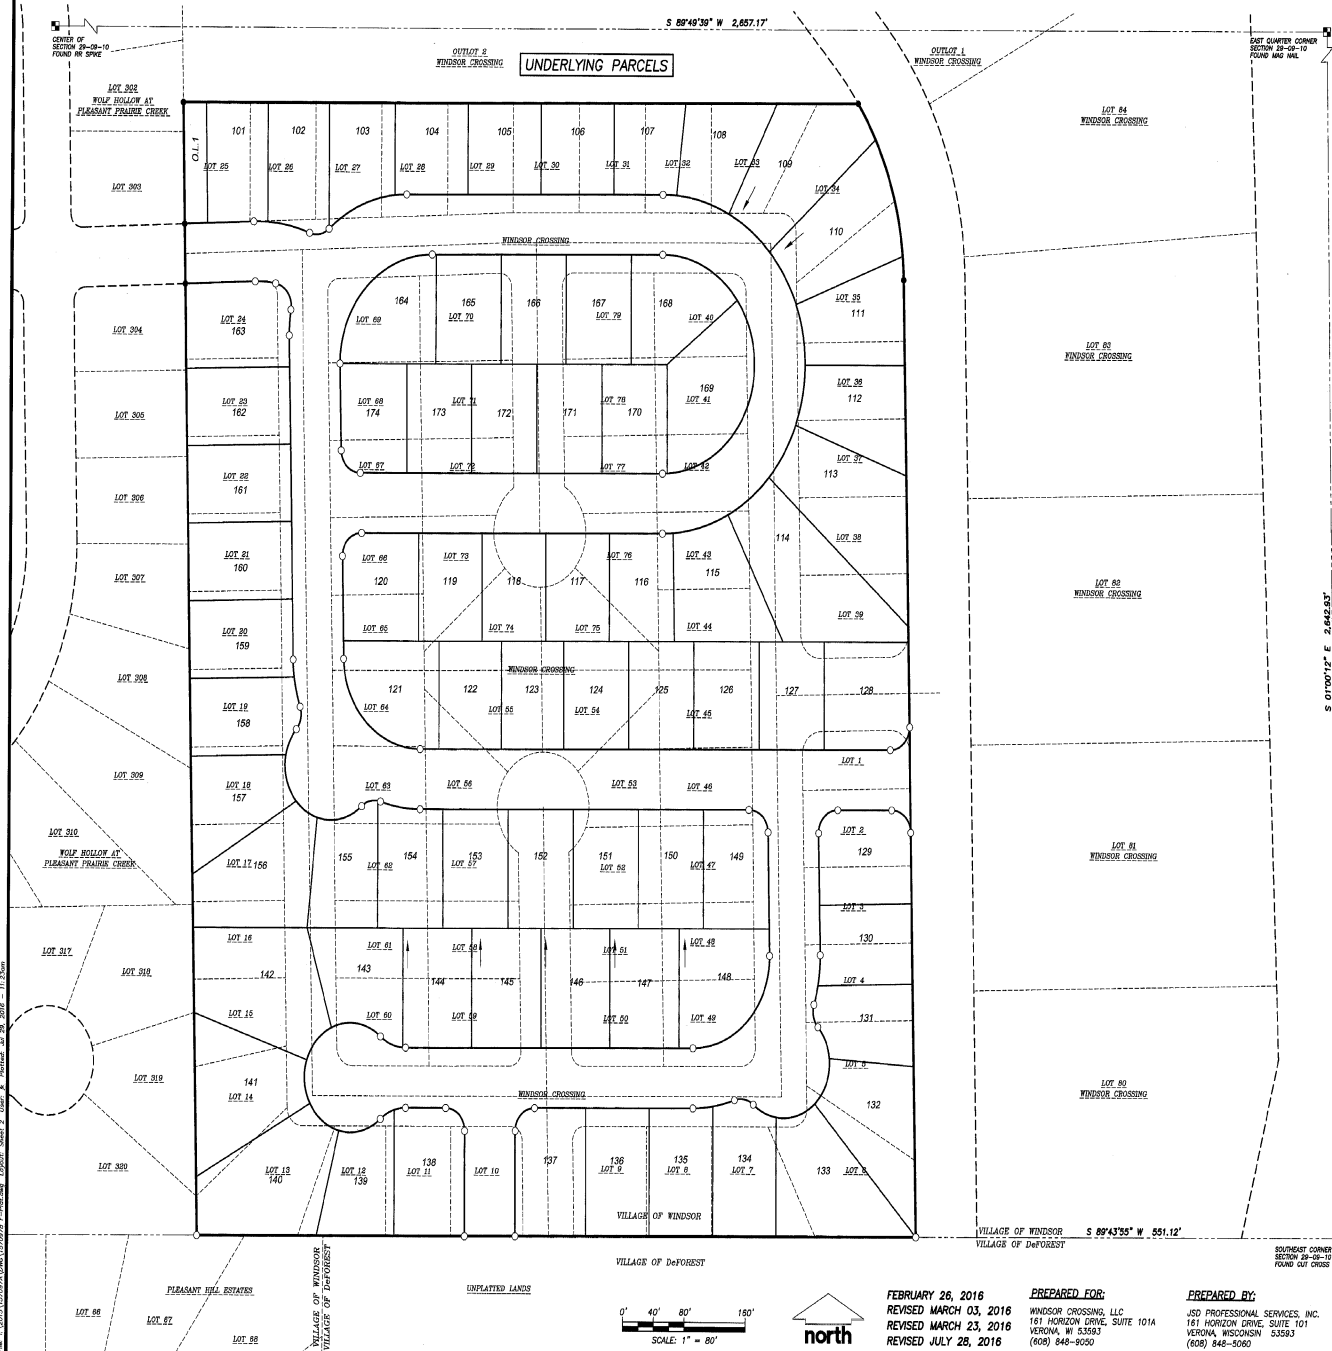 S 89°49'39" W 2,657.17'
CENTER OF
SECTION 29-09-10
FOUND RR SPIKE
OUTLOT 2
WINDSOR CROSSING
UNDERLYING PARCELS
OUTLOT 1
WINDSOR CROSSING
EAST QUARTER CORNER
SECTION 29-09-10
FOUND MAG NAIL
LOT 302
WOLF HOLLOW AT
PLEASANT PRAIRIE CREEK
LOT 84
WINDSOR CROSSING
O.L.1
101 102 103 104 105 106 107 108 109
LOT 25 LOT 26 LOT 27 LOT 28 LOT 29 LOT 30 LOT 31 LOT 32 LOT 33
LOT 303
LOT 34
110
WINDSOR CROSSING
164 165 166 167 168
LOT 35
111
LOT 24
163
LOT 69 LOT 70 LOT 79 LOT 40
LOT 304
LOT 83
WINDSOR CROSSING
LOT 36
112
169
LOT 23
162
LOT 68 LOT 71 LOT 78 LOT 41
174 173 172 171 170
LOT 305
LOT 37
113
LOT 67 LOT 72 LOT 77 LOT 42
LOT 22
161
LOT 306
LOT 38
114
LOT 21
160
LOT 66 LOT 73 LOT 76 LOT 43
120 119 118 117 116 115
LOT 307
LOT 82
WINDSOR CROSSING
S 01°00'12" E 2,642.93'
LOT 39
LOT 20
159
LOT 65 LOT 74 LOT 75 LOT 44
WINDSOR CROSSING
LOT 308
121 122 123 124 125 126 127 128
LOT 19
158
LOT 64 LOT 55 LOT 54 LOT 45
LOT 1
LOT 309
LOT 18
157
LOT 63 LOT 56 LOT 53 LOT 46
LOT 310
WOLF HOLLOW AT
PLEASANT PRAIRIE CREEK
LOT 2
129
LOT 81
WINDSOR CROSSING
LOT 17 156
155 154 153 152 151 150 149
LOT 62 LOT 57 LOT 52 LOT 47
LOT 3
130
LOT 16
LOT 61 LOT 58 LOT 51 LOT 48
LOT 317
LOT 318
142
143 144 145 146 147 148
LOT 4
131
LOT 15
LOT 60 LOT 59 LOT 50 LOT 49
LOT 5
LOT 319
141
LOT 14
WINDSOR CROSSING
132
LOT 80
WINDSOR CROSSING
LOT 320
LOT 13
140
LOT 12
139
138
LOT 11
LOT 10
137
136
LOT 9
135
LOT 8
134
LOT 7
133
LOT 6
VILLAGE OF WINDSOR
VILLAGE OF WINDSOR S 89°43'55" W 551.12'
VILLAGE OF DeFOREST
VILLAGE OF DeFOREST
SOUTHEAST CORNER
SECTION 29-09-10
FOUND CUT CROSS
VILLAGE OF WINDSOR
VILLAGE OF DeFOREST
PLEASANT HILL ESTATES
UNPLATTED LANDS
LOT 66
LOT 67
LOT 68
0' 40' 80' 160'
SCALE: 1" = 80'
north
FEBRUARY 26, 2016
REVISED MARCH 03, 2016
REVISED MARCH 23, 2016
REVISED JULY 28, 2016
PREPARED FOR:
WINDSOR CROSSING, LLC
161 HORIZON DRIVE, SUITE 101A
VERONA, WI 53593
(608) 848-9050
PREPARED BY:
JSD PROFESSIONAL SERVICES, INC.
161 HORIZON DRIVE, SUITE 101
VERONA, WISCONSIN 53593
(608) 848-5060